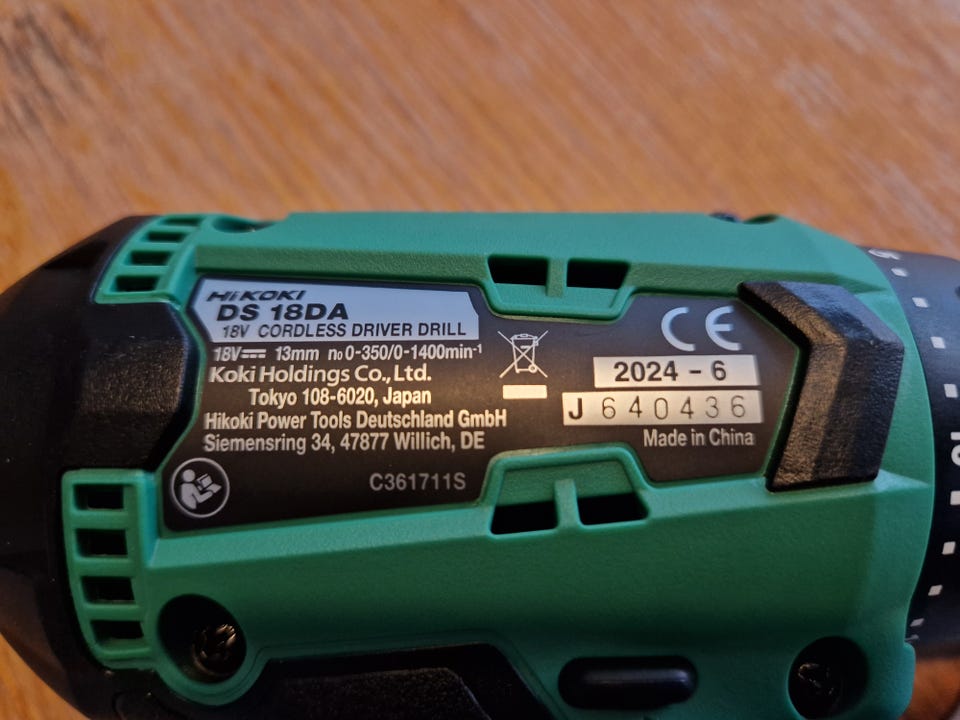 HiKOKI
DS 18DA
18V CORDLESS DRIVER DRILL
18V⎓ 13mm n₀ 0-350/0-1400min⁻¹
Koki Holdings Co., Ltd.
Tokyo 108-6020, Japan
Hikoki Power Tools Deutschland GmbH
Siemensring 34, 47877 Willich, DE
C361711S
CE
2024 - 6
J 640436
Made in China